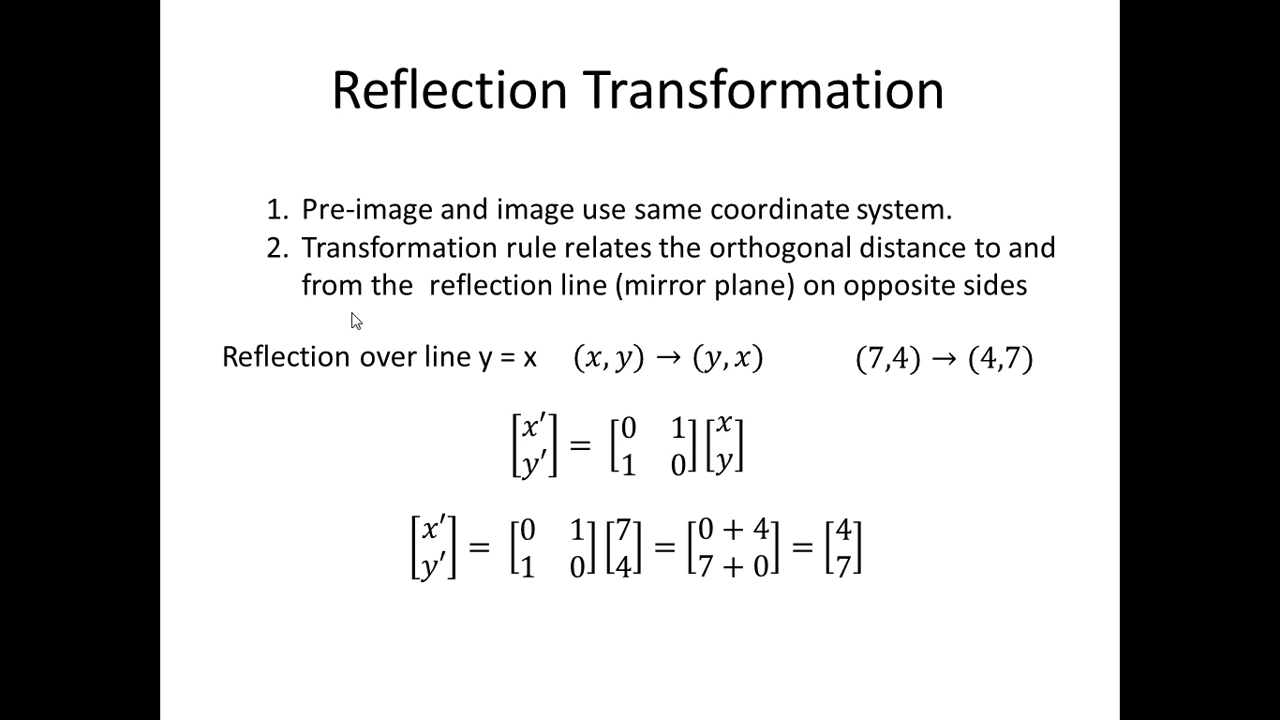 Reflection Transformation
1. Pre-image and image use same coordinate system.
2. Transformation rule relates the orthogonal distance to and
from the reflection line (mirror plane) on opposite sides
Reflection over line y = x (x, y) → (y, x) (7,4) → (4,7)
[x′ y′] = [0 1 1 0][x y]
[x′ y′] = [0 1 1 0][7 4] = [0 + 4 7 + 0] = [4 7]